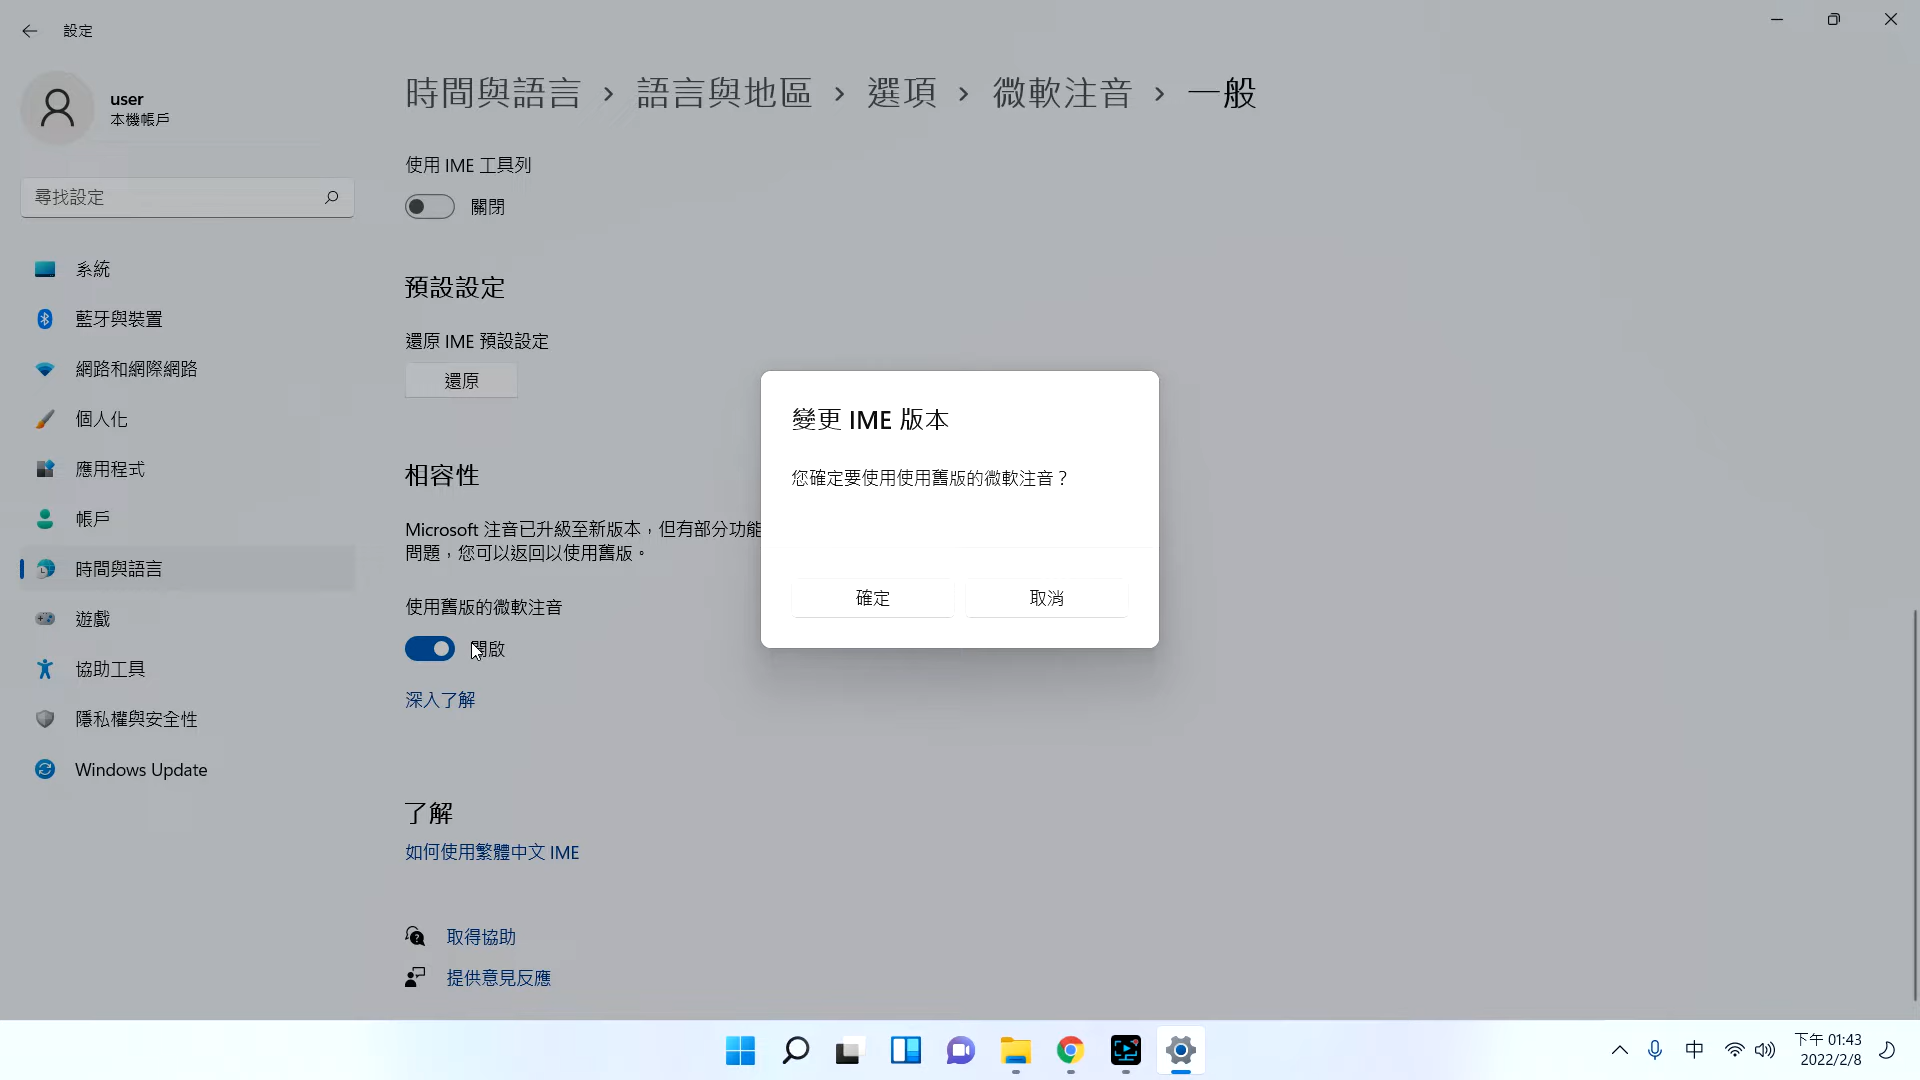 設定
user
本機帳戶
尋找設定
系統
藍牙與裝置
網路和網際網路
個人化
應用程式
帳戶
時間與語言
遊戲
協助工具
隱私權與安全性
Windows Update
時間與語言 › 語言與地區 › 選項 › 微軟注音 › 一般
使用 IME 工具列
關閉
預設設定
還原 IME 預設設定
還原
相容性
Microsoft 注音已升級至新版本，但有部分功能
問題，您可以返回以使用舊版。
使用舊版的微軟注音
開啟
深入了解
了解
如何使用繁體中文 IME
取得協助
提供意見反應
變更 IME 版本
您確定要使用使用舊版的微軟注音？
確定
取消
中
下午 01:43
2022/2/8